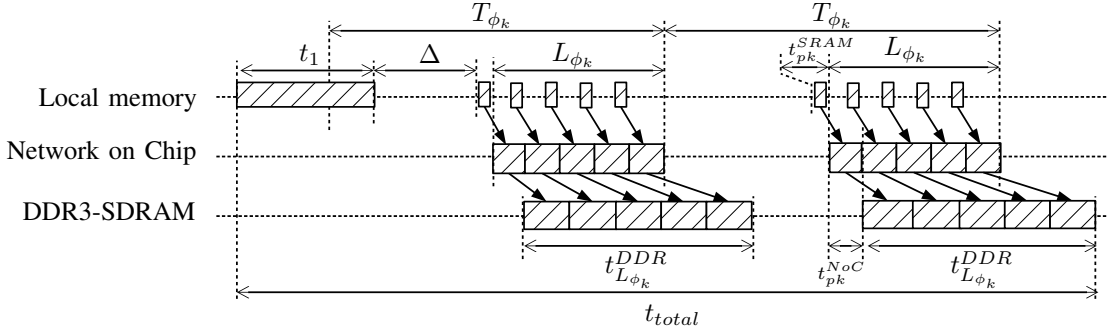 T_{\phi_k} T_{\phi_k}
t_1 Δ L_{\phi_k} t_{pk}^{SRAM} L_{\phi_k}
Local memory
Network on Chip
DDR3-SDRAM
t_{L_{\phi_k}}^{DDR} t_{pk}^{NoC} t_{L_{\phi_k}}^{DDR}
t_{total}